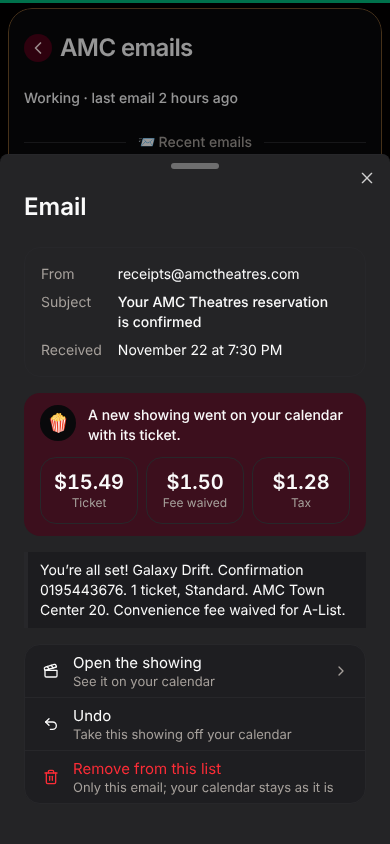 AMC emails
Working · last email 2 hours ago
Recent emails
Email
From receipts@amctheatres.com
Subject Your AMC Theatres reservation
is confirmed
Received November 22 at 7:30 PM
A new showing went on your calendar
with its ticket.
$15.49 $1.50 $1.28
Ticket Fee waived Tax
You’re all set! Galaxy Drift. Confirmation
0195443676. 1 ticket, Standard. AMC Town
Center 20. Convenience fee waived for A-List.
Open the showing
See it on your calendar
Undo
Take this showing off your calendar
Remove from this list
Only this email; your calendar stays as it is